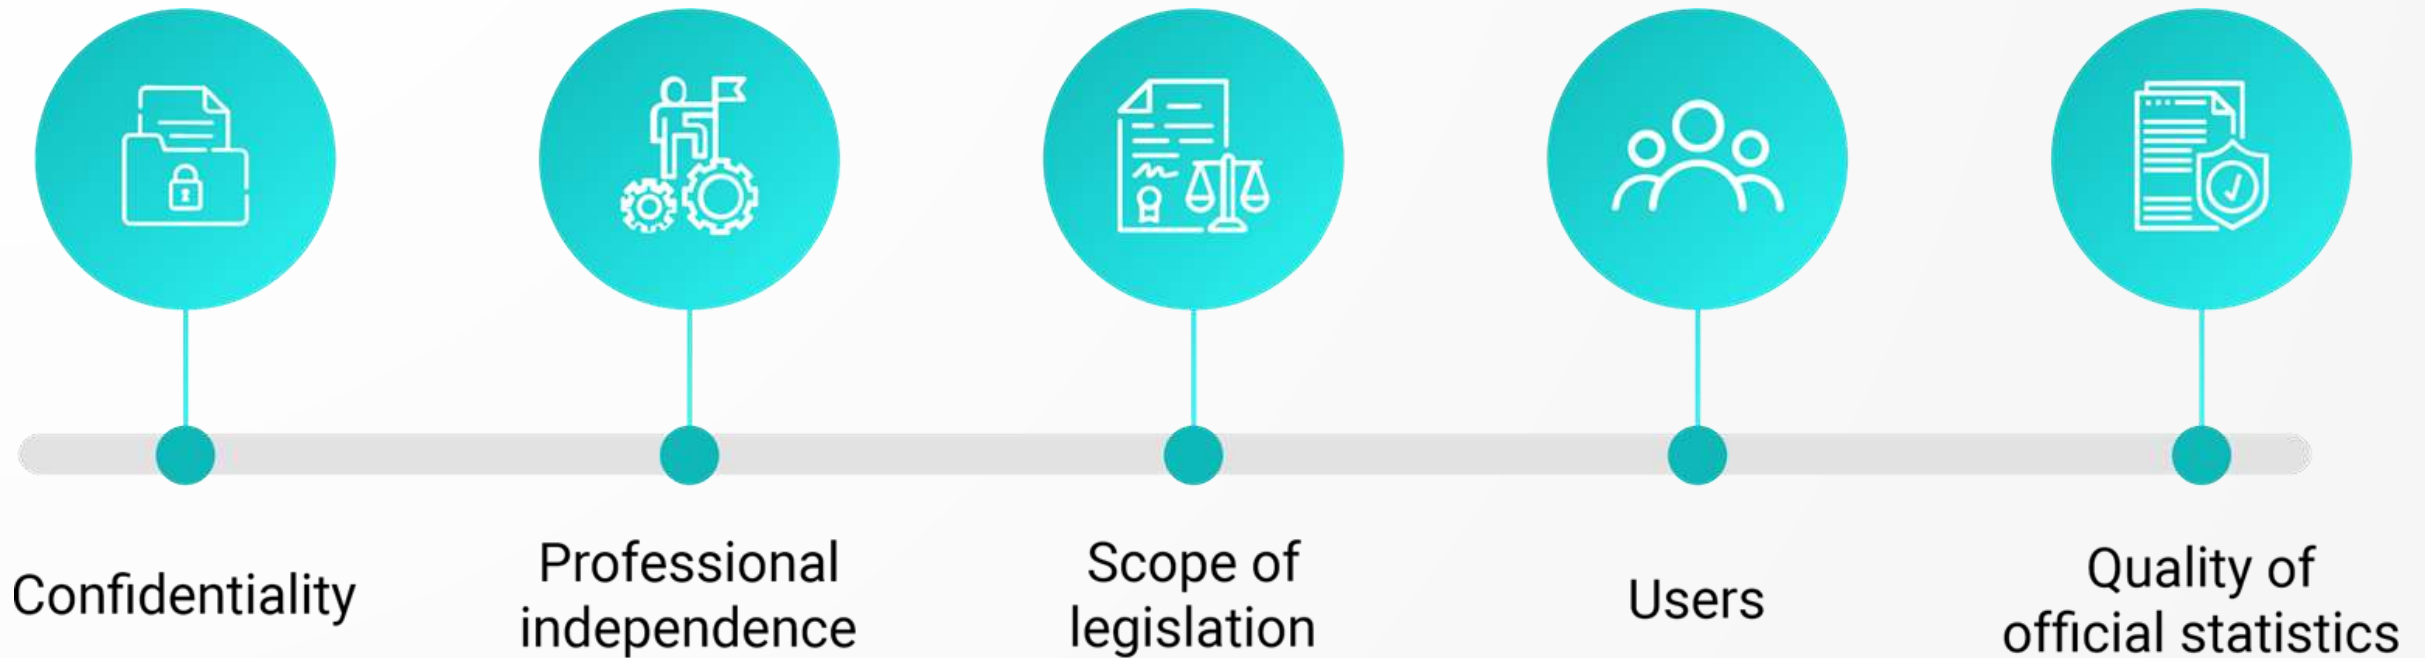 Confidentiality
Professional
independence
Scope of
legislation
Users
Quality of
official statistics